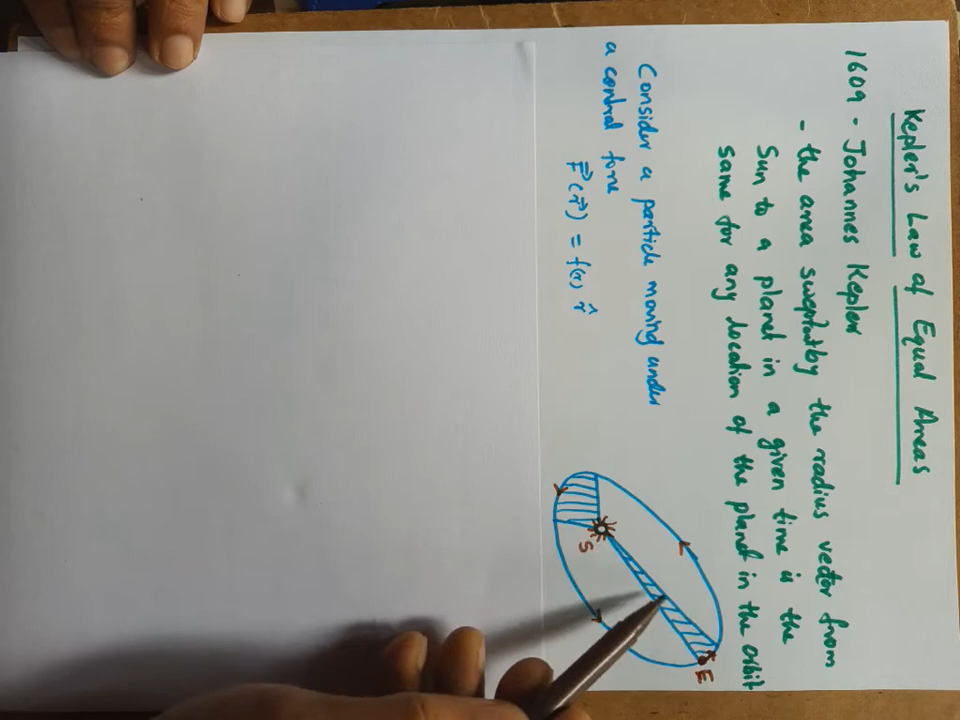 Kepler's Law of Equal Areas
1609 - Johannes Kepler
- the area swept by the radius vector from
Sun to a planet in a given time is the
same for any location of the planet in the orbit
Consider a particle moving under
a central force
F⃗(r⃗) = f(r) r̂
S
E